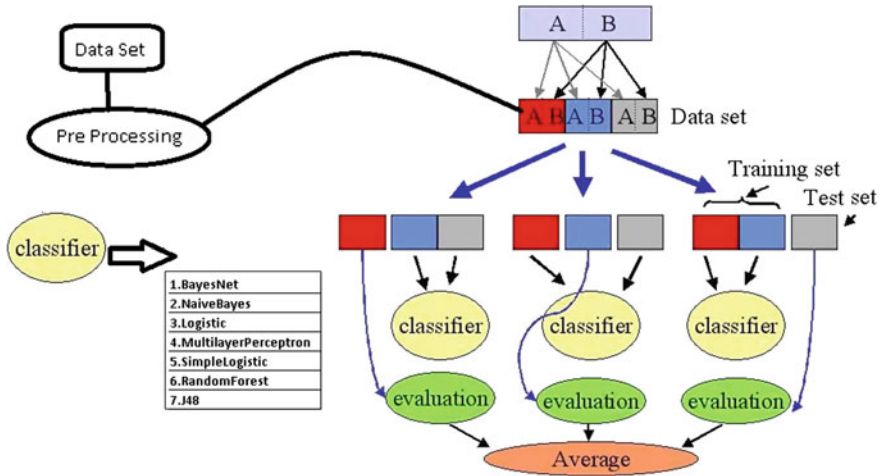 Data Set
Pre Processing
A B
A B A B A B
Data set
Training set
Test set
classifier
1.BayesNet
2.NaiveBayes
3.Logistic
4.MultilayerPerceptron
5.SimpleLogistic
6.RandomForest
7.J48
classifier classifier classifier
evaluation evaluation evaluation
Average